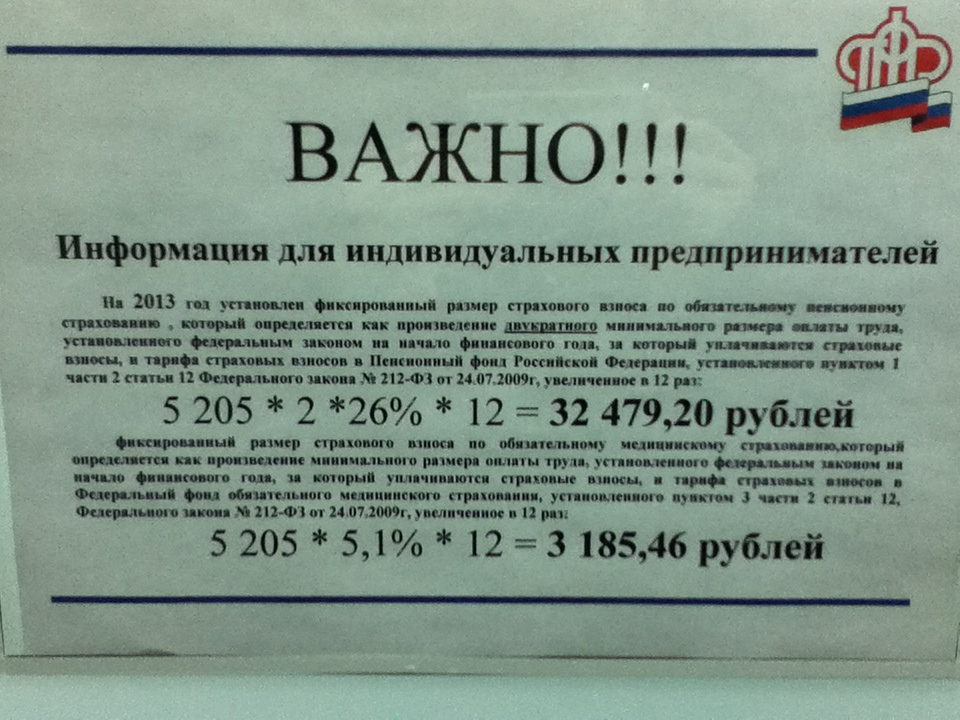 ПФР
ВАЖНО!!!
Информация для индивидуальных предпринимателей
На 2013 год установлен фиксированный размер страхового взноса по обязательному пенсионному
страхованию , который определяется как произведение двукратного минимального размера оплаты труда,
установленного федеральным законом на начало финансового года, за который уплачиваются страховые
взносы, и тарифа страховых взносов в Пенсионный фонд Российской Федерации, установленного пунктом 1
части 2 статьи 12 Федерального закона № 212-ФЗ от 24.07.2009г, увеличенное в 12 раз:
5 205 * 2 *26% * 12 = 32 479,20 рублей
фиксированный размер страхового взноса по обязательному медицинскому страхованию,который
определяется как произведение минимального размера оплаты труда, установленного федеральным законом на
начало финансового года, за который уплачиваются страховые взносы, и тарифа страховых взносов в
Федеральный фонд обязательного медицинского страхования, установленного пунктом 3 части 2 статьи 12,
Федерального закона № 212-ФЗ от 24.07.2009г, увеличенное в 12 раз:
5 205 * 5,1% * 12 = 3 185,46 рублей